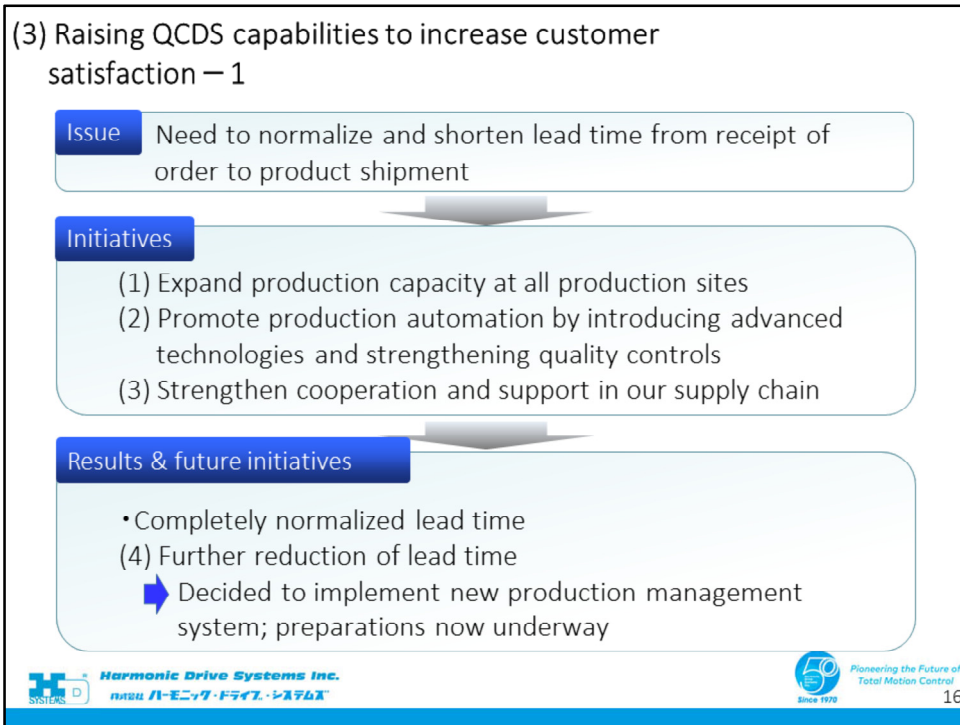 (3) Raising QCDS capabilities to increase customer
satisfaction － 1
Issue
Need to normalize and shorten lead time from receipt of
order to product shipment
Initiatives
(1) Expand production capacity at all production sites
(2) Promote production automation by introducing advanced
technologies and strengthening quality controls
(3) Strengthen cooperation and support in our supply chain
Results & future initiatives
・Completely normalized lead time
(4) Further reduction of lead time
Decided to implement new production management
system; preparations now underway
SYSTEMS D
Harmonic Drive Systems Inc.
株式会社 ハーモニック・ドライブ・システムズ
50
Since 1970
Pioneering the Future of
Total Motion Control
16